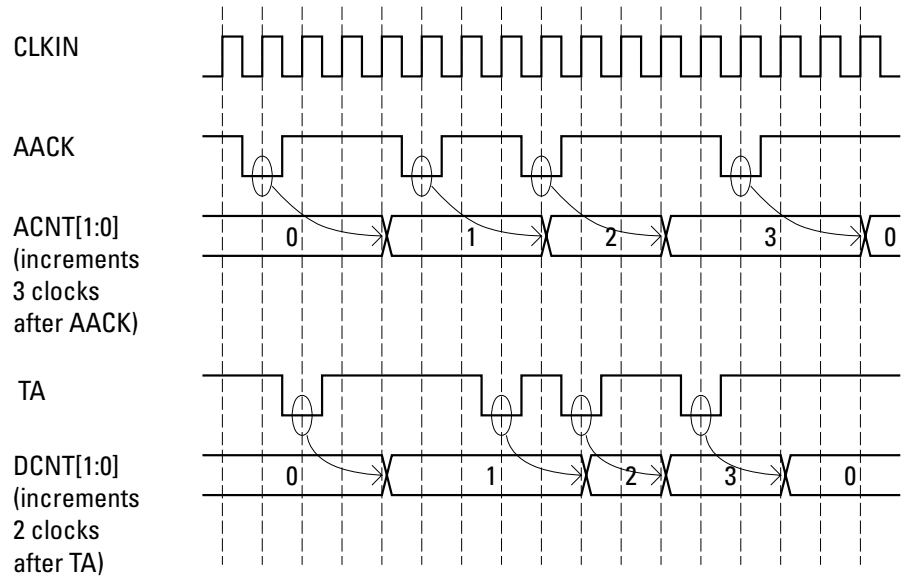 CLKIN
AACK
ACNT[1:0]
(increments
3 clocks
after AACK)
0 1 2 3 0
TA
DCNT[1:0]
(increments
2 clocks
after TA)
0 1 2 3 0